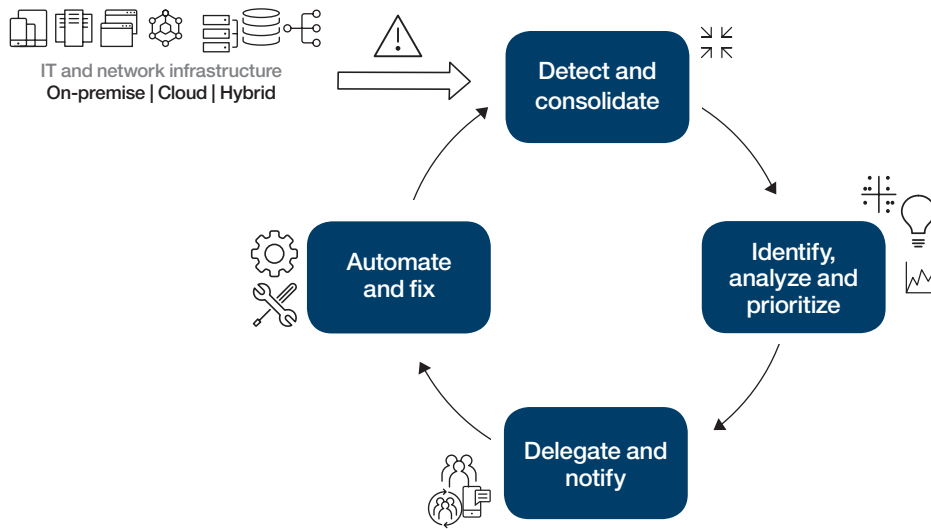 IT and network infrastructure
On-premise | Cloud | Hybrid
Detect and
consolidate
Identify,
analyze and
prioritize
Delegate and
notify
Automate
and fix